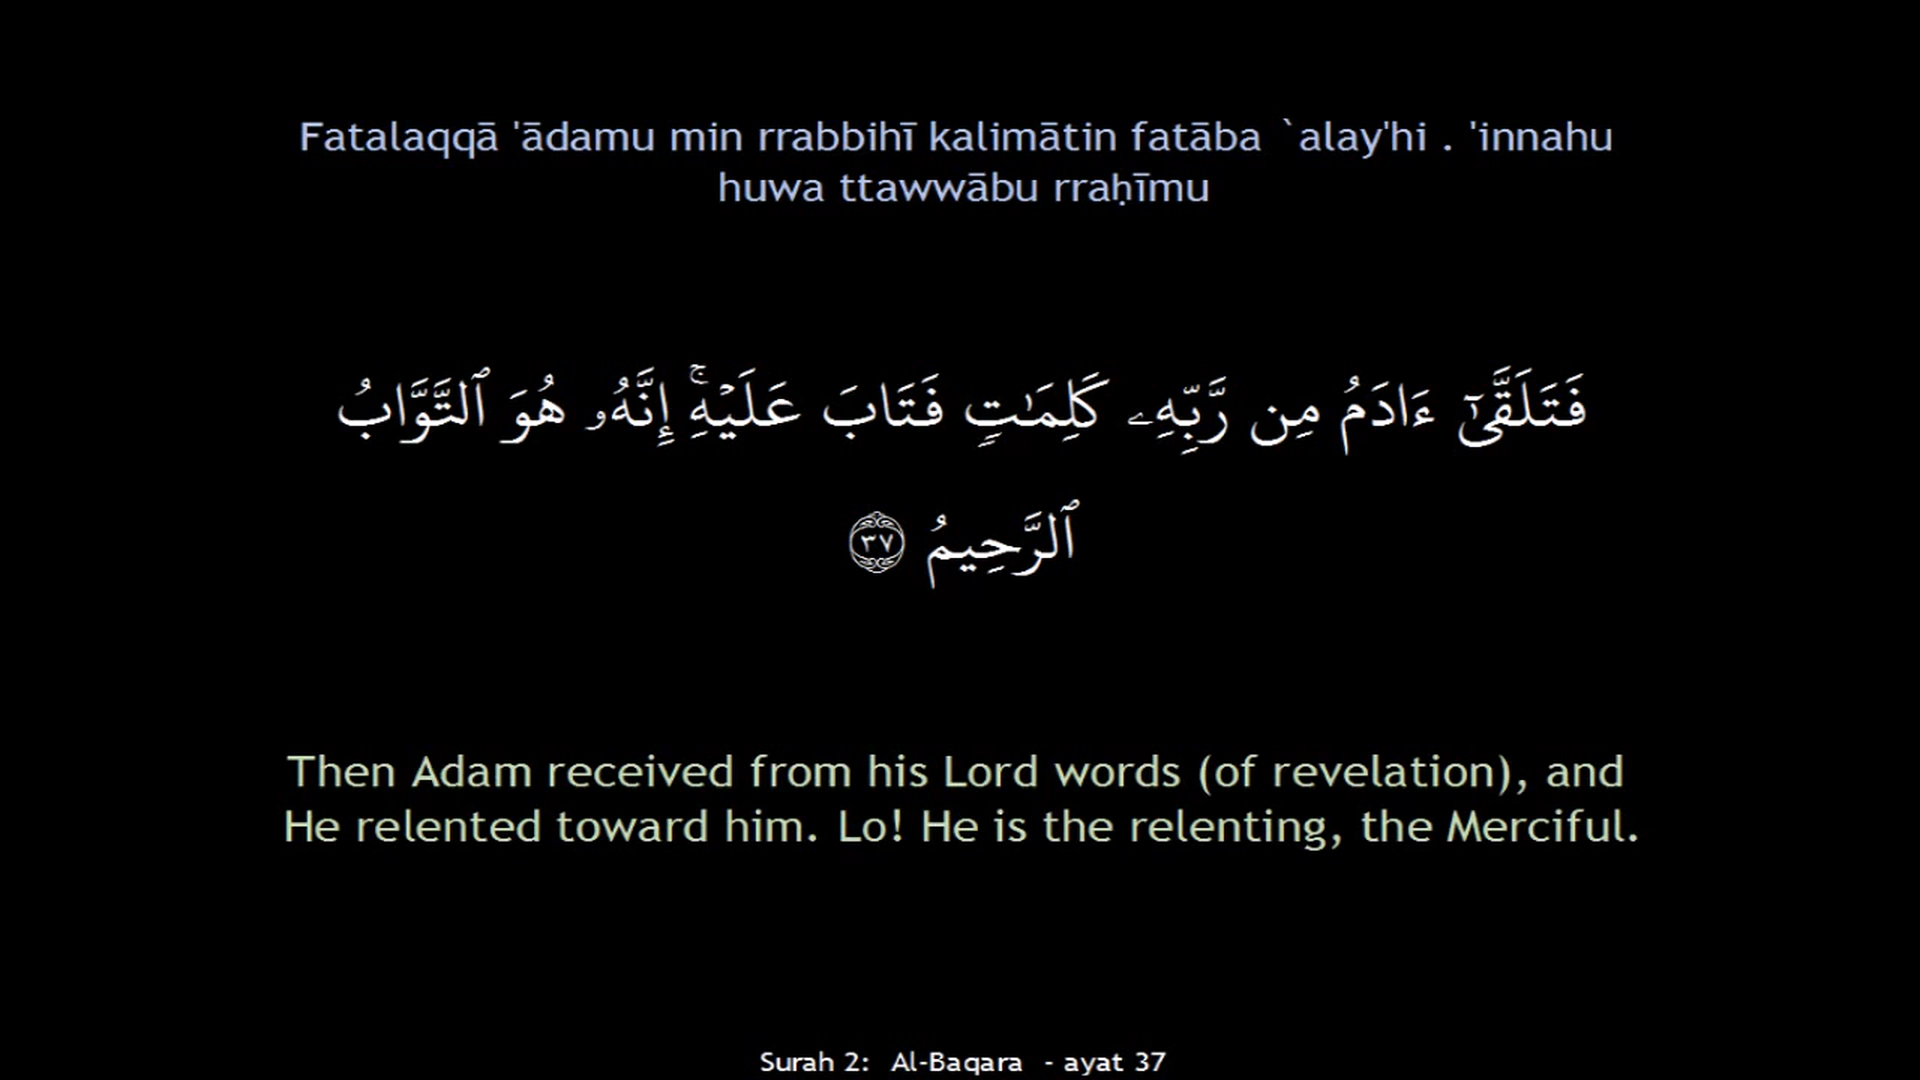 Fatalaqqā 'ādamu min rrabbihī kalimātin fatāba `alay'hi . 'innahu
huwa ttawwābu rraḥīmu
فَتَلَقَّىٰٓ ءَادَمُ مِن رَّبِّهِۦ كَلِمَـٰتٍ فَتَابَ عَلَيْهِ ۚ إِنَّهُۥ هُوَ ٱلتَّوَّابُ
ٱلرَّحِيمُ ٣٧
Then Adam received from his Lord words (of revelation), and
He relented toward him. Lo! He is the relenting, the Merciful.
Surah 2: Al-Baqara - ayat 37